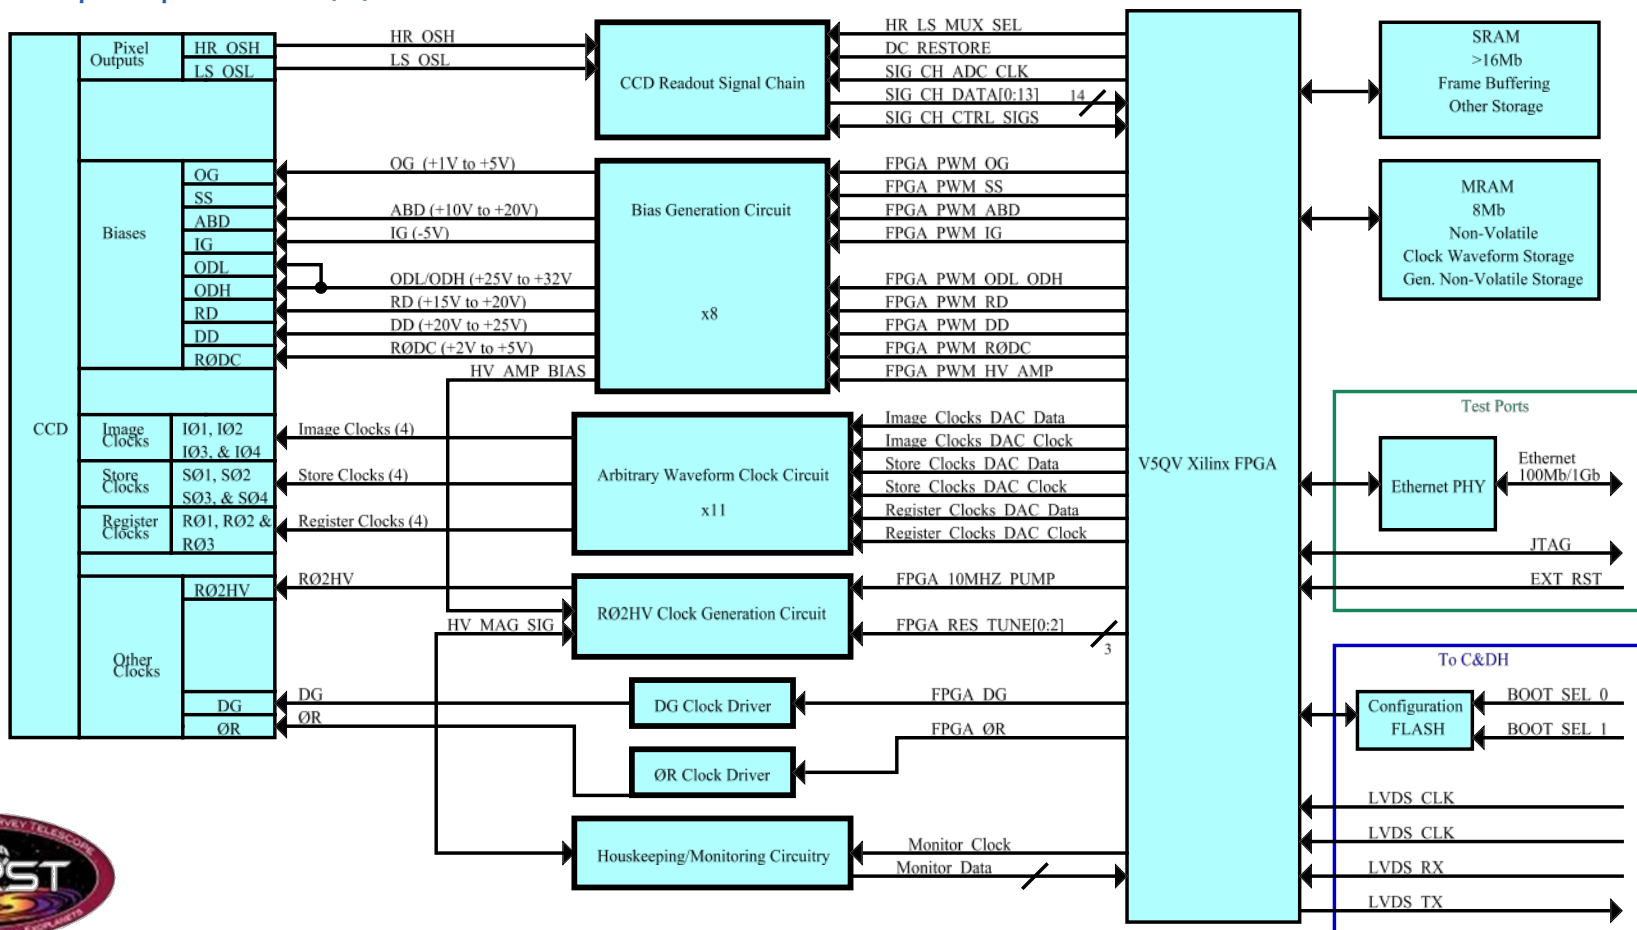 HR_OSH
LS_OSL
HR_LS_MUX_SEL
DC_RESTORE
SIG_CH_ADC_CLK
SIG_CH_DATA[0:13]
14
SIG_CH_CTRL_SIGS
Pixel
Outputs
HR_OSH
LS_OSL
CCD Readout Signal Chain
SRAM
>16Mb
Frame Buffering
Other Storage
Biases
OG
SS
ABD
IG
ODL
ODH
RD
DD
RØDC
OG (+1V to +5V)
ABD (+10V to +20V)
IG (-5V)
ODL/ODH (+25V to +32V
RD (+15V to +20V)
DD (+20V to +25V)
RØDC (+2V to +5V)
HV_AMP_BIAS
Bias Generation Circuit
x8
FPGA_PWM_OG
FPGA_PWM_SS
FPGA_PWM_ABD
FPGA_PWM_IG
FPGA_PWM_ODL_ODH
FPGA_PWM_RD
FPGA_PWM_DD
FPGA_PWM_RØDC
FPGA_PWM_HV_AMP
MRAM
8Mb
Non-Volatile
Clock Waveform Storage
Gen. Non-Volatile Storage
CCD
Image
Clocks
IØ1, IØ2
IØ3, & IØ4
Store
Clocks
SØ1, SØ2
SØ3, & SØ4
Register
Clocks
RØ1, RØ2 &
RØ3
Image Clocks (4)
Store Clocks (4)
Register Clocks (4)
Arbitrary Waveform Clock Circuit
x11
Image_Clocks_DAC_Data
Image_Clocks_DAC_Clock
Store_Clocks_DAC_Data
Store_Clocks_DAC_Clock
Register_Clocks_DAC_Data
Register_Clocks_DAC_Clock
V5QV Xilinx FPGA
Test Ports
Ethernet PHY
Ethernet
100Mb/1Gb
JTAG
EXT_RST
Other
Clocks
RØ2HV
DG
ØR
RØ2HV
HV_MAG_SIG
RØ2HV Clock Generation Circuit
FPGA_10MHZ_PUMP
FPGA_RES_TUNE[0:2]
3
DG
ØR
DG Clock Driver
FPGA_DG
ØR Clock Driver
FPGA_ØR
Houskeeping/Monitoring Circuitry
Monitor_Clock
Monitor_Data
To C&DH
Configuration
FLASH
BOOT_SEL_0
BOOT_SEL_1
LVDS_CLK
LVDS_CLK
LVDS_RX
LVDS_TX